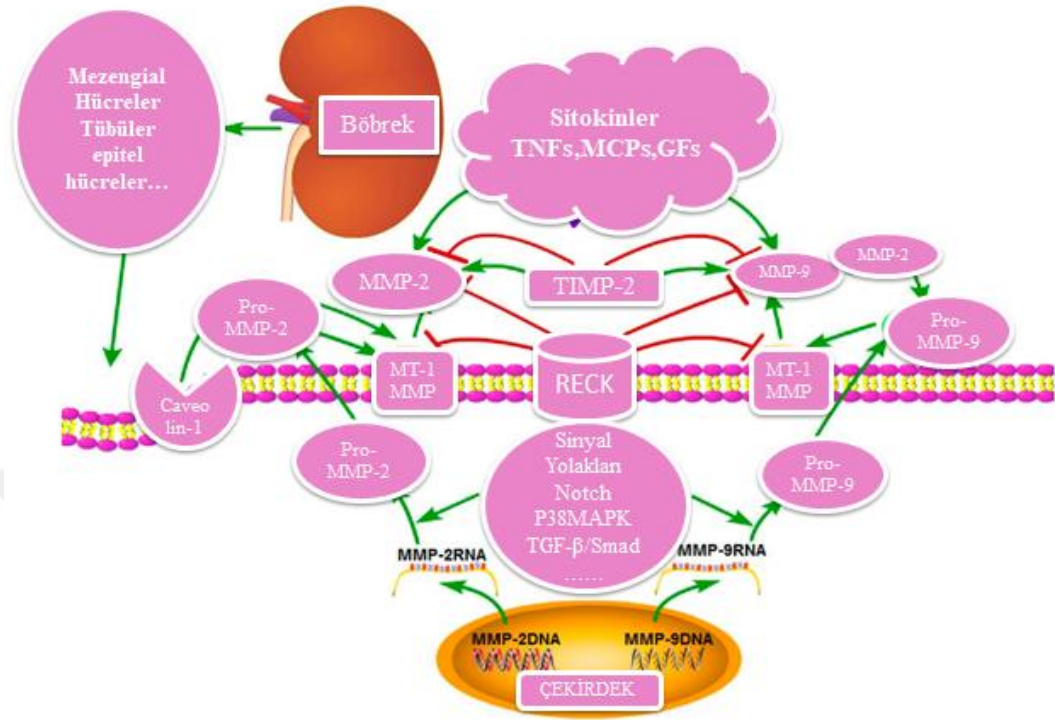 Mezengial
Hücreler
Tübüler
epitel
hücreler…
Böbrek
Sitokinler
TNFs,MCPs,GFs
MMP-2
TIMP-2
MMP-9
MMP-2
Pro-
MMP-2
Pro-
MMP-9
MT-1
MMP
RECK
MT-1
MMP
Caveo
lin-1
Pro-
MMP-2
Sinyal
Yolakları
Notch
P38MAPK
TGF-β/Smad
……
Pro-
MMP-9
MMP-2RNA
MMP-9RNA
MMP-2DNA
MMP-9DNA
ÇEKİRDEK